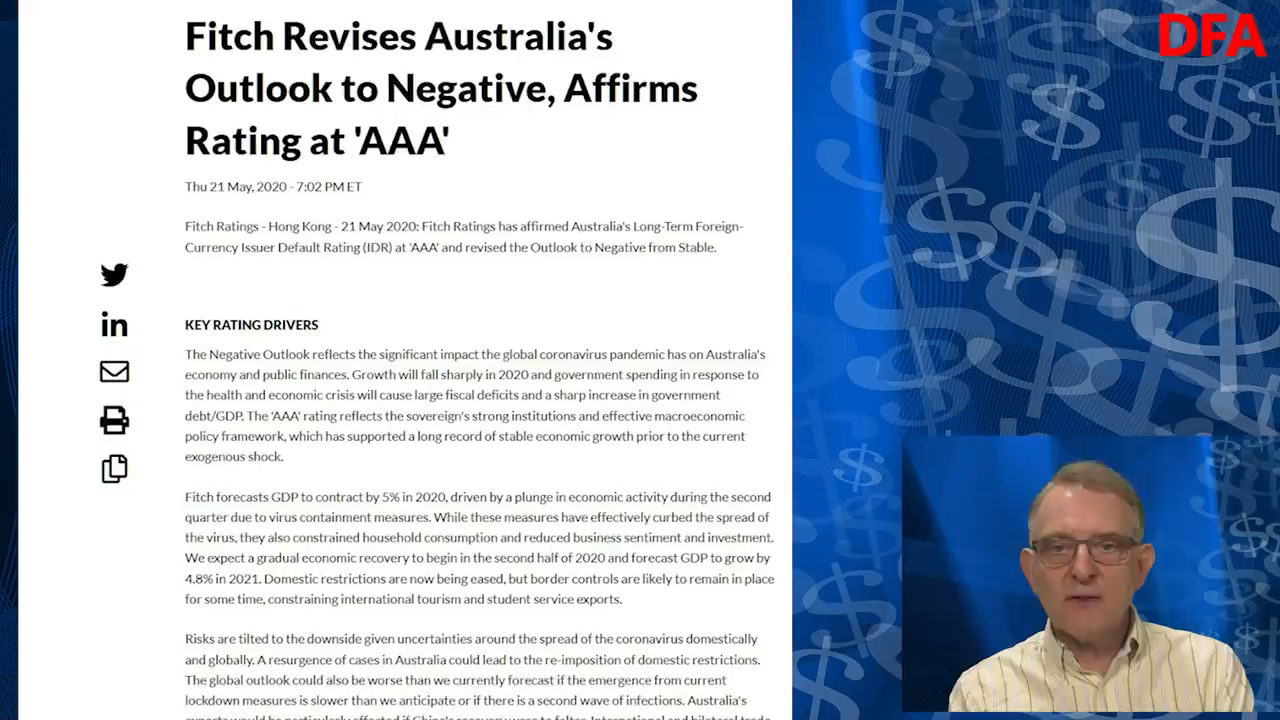 DFA
Fitch Revises Australia's
Outlook to Negative, Affirms
Rating at 'AAA'
Thu 21 May, 2020 - 7:02 PM ET
Fitch Ratings - Hong Kong - 21 May 2020: Fitch Ratings has affirmed Australia's Long-Term Foreign-
Currency Issuer Default Rating (IDR) at 'AAA' and revised the Outlook to Negative from Stable.
KEY RATING DRIVERS
The Negative Outlook reflects the significant impact the global coronavirus pandemic has on Australia's
economy and public finances. Growth will fall sharply in 2020 and government spending in response to
the health and economic crisis will cause large fiscal deficits and a sharp increase in government
debt/GDP. The 'AAA' rating reflects the sovereign's strong institutions and effective macroeconomic
policy framework, which has supported a long record of stable economic growth prior to the current
exogenous shock.
Fitch forecasts GDP to contract by 5% in 2020, driven by a plunge in economic activity during the second
quarter due to virus containment measures. While these measures have effectively curbed the spread of
the virus, they also constrained household consumption and reduced business sentiment and investment.
We expect a gradual economic recovery to begin in the second half of 2020 and forecast GDP to grow by
4.8% in 2021. Domestic restrictions are now being eased, but border controls are likely to remain in place
for some time, constraining international tourism and student service exports.
Risks are tilted to the downside given uncertainties around the spread of the coronavirus domestically
and globally. A resurgence of cases in Australia could lead to the re-imposition of domestic restrictions.
The global outlook could also be worse than we currently forecast if the emergence from current
lockdown measures is slower than we anticipate or if there is a second wave of infections. Australia's